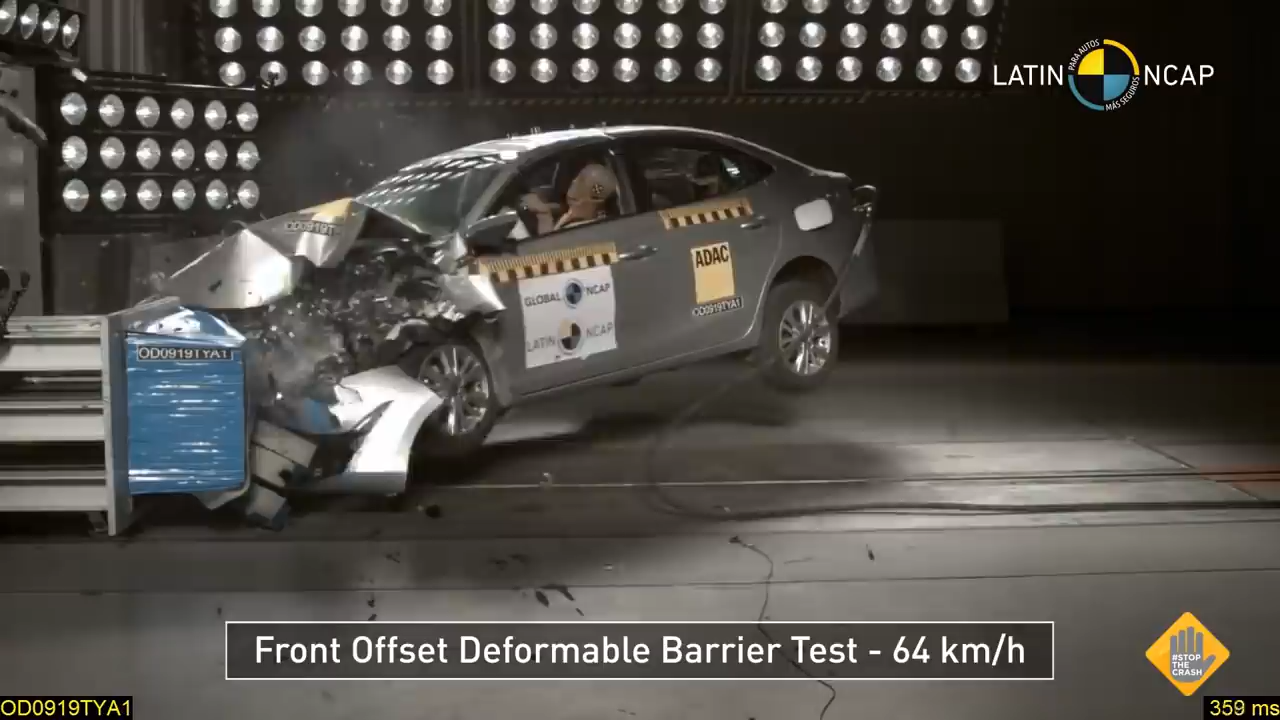 LATIN NCAP
PARA AUTOS
MÁS SEGUROS
OD0919TYA1
ADAC
OD0919TYA1
GLOBAL NCAP
LATIN NCAP
OD0919TYA1
Front Offset Deformable Barrier Test - 64 km/h
#STOP
THE
CRASH
OD0919TYA1
359 ms